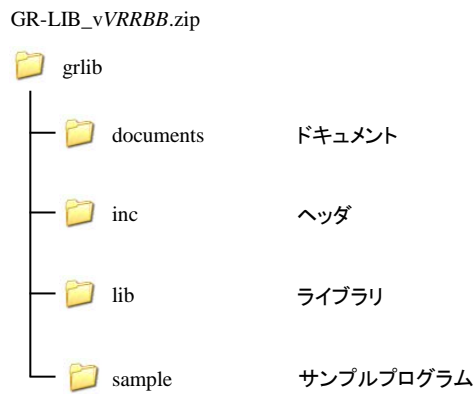 GR-LIB_vVRRBB.zip
grlib
documents ドキュメント
inc ヘッダ
lib ライブラリ
sample サンプルプログラム